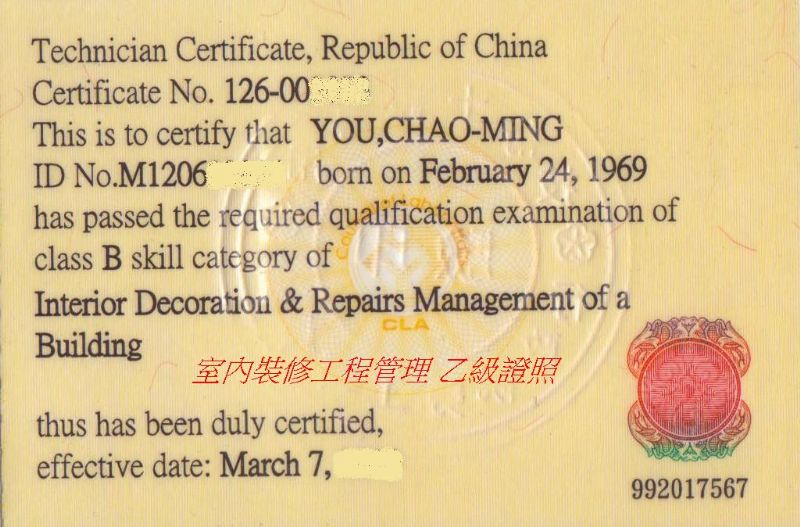 Technician Certificate, Republic of China
Certificate No. 126-00
This is to certify that YOU,CHAO-MING
ID No.M1206 born on February 24, 1969
has passed the required qualification examination of
class B skill category of
Interior Decoration & Repairs Management of a
Building
CLA
室內裝修工程管理 乙級證照
thus has been duly certified,
effective date: March 7,
992017567